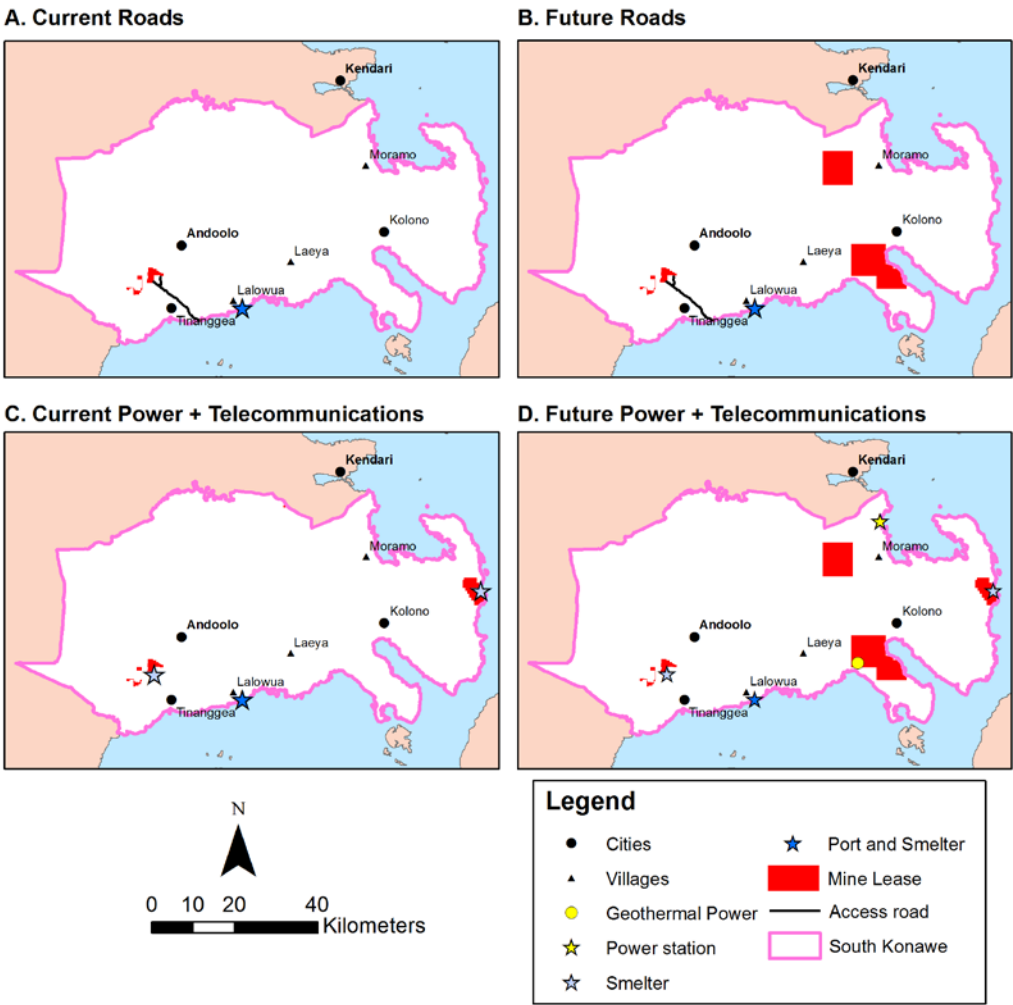 A. Current Roads
B. Future Roads
Kendari
Moramo
Kolono
Andoolo
Laeya
Lalowua
Tinanggea
Kendari
Moramo
Kolono
Andoolo
Laeya
Lalowua
Tinanggea
C. Current Power + Telecommunications
D. Future Power + Telecommunications
Kendari
Moramo
Kolono
Andoolo
Laeya
Lalowua
Tinanggea
Kendari
Moramo
Kolono
Andoolo
Laeya
Lalowua
Tinanggea
N
0 10 20 40
Kilometers
Legend
Cities
Villages
Geothermal Power
Power station
Smelter
Port and Smelter
Mine Lease
Access road
South Konawe